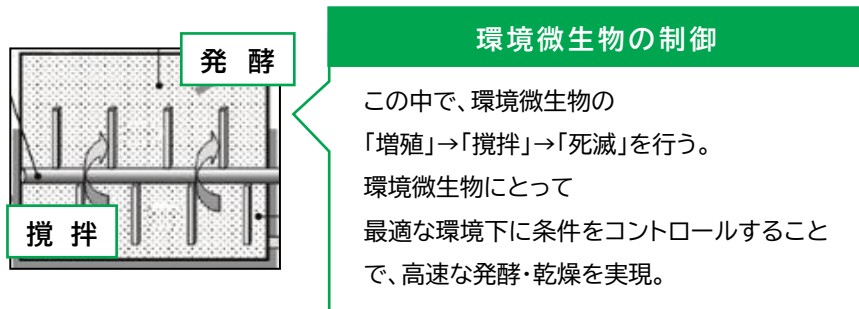 発 酵
撹 拌
環境微生物の制御
この中で、環境微生物の
「増殖」→「撹拌」→「死滅」を行う。
環境微生物にとって
最適な環境下に条件をコントロールすること
で、高速な発酵・乾燥を実現。